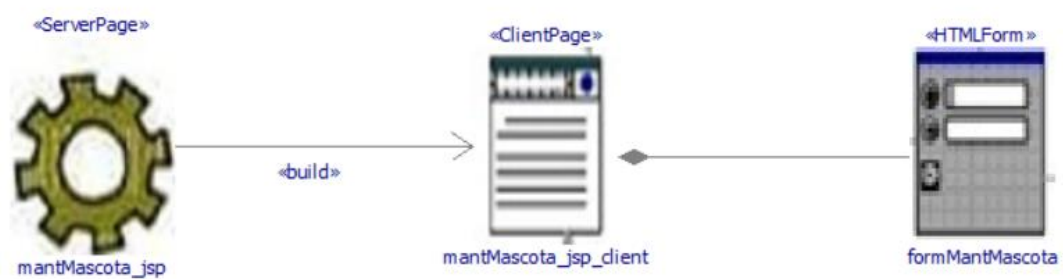 «ServerPage»
«ClientPage»
«HTMLForm»
«build»
mantMascota_jsp
mantMascota_jsp_client
formMantMascota